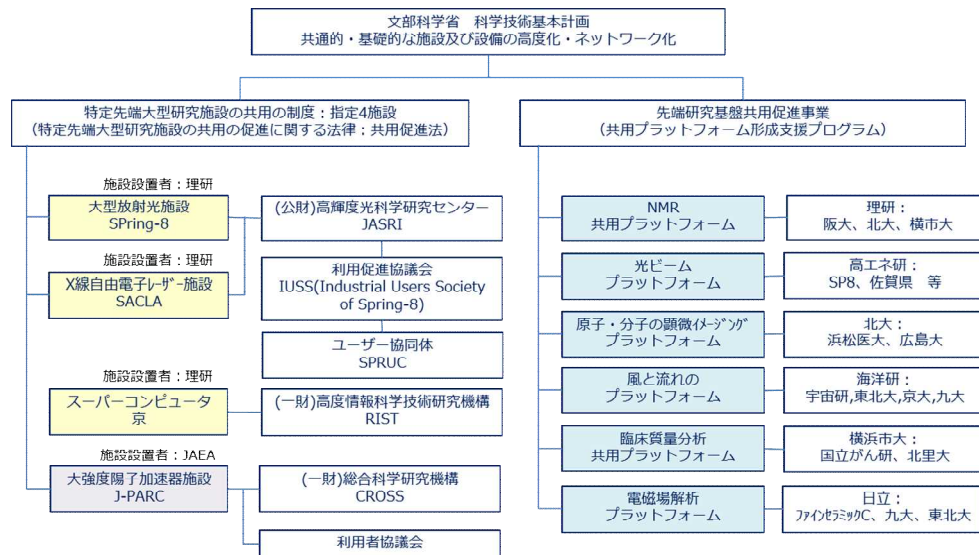 文部科学省　科学技術基本計画
共通的・基礎的な施設及び設備の高度化・ネットワーク化
特定先端大型研究施設の共用の制度：指定4施設
（特定先端大型研究施設の共用の促進に関する法律：共用促進法）
施設設置者：理研
大型放射光施設
SPring-8
(公財)高輝度光科学研究センター
JASRI
施設設置者：理研
X線自由電子ﾚｰｻﾞｰ施設
SACLA
利用促進協議会
IUSS(Industrial Users Society
of Spring-8)
ユーザー協同体
SPRUC
施設設置者：理研
スーパーコンピュータ
京
(一財)高度情報科学技術研究機構
RIST
施設設置者：JAEA
大強度陽子加速器施設
J-PARC
(一財)総合科学研究機構
CROSS
利用者協議会
先端研究基盤共用促進事業
（共用プラットフォーム形成支援プログラム）
NMR
共用プラットフォーム
理研：
阪大、北大、横市大
光ビーム
プラットフォーム
高エネ研：
SP8、佐賀県　等
原子・分子の顕微ｲﾒｰｼﾞﾝｸﾞ
プラットフォーム
北大：
浜松医大、広島大
風と流れの
プラットフォーム
海洋研：
宇宙研,東北大,京大,九大
臨床質量分析
共用プラットフォーム
横浜市大：
国立がん研、北里大
電磁場解析
プラットフォーム
日立：
ﾌｧｲﾝｾﾗﾐｯｸC、九大、東北大